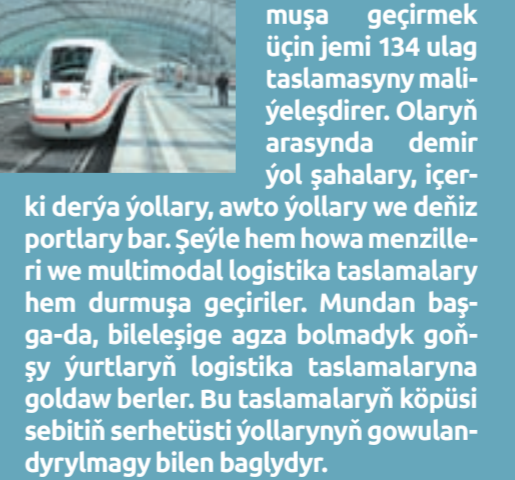 muşa geçirmek
üçin jemi 134 ulag
taslamasyny mali-
ýeleşdirer. Olaryň
arasynda demir
ýol şahalary, içer-
ki derýa ýollary, awto ýollary we deňiz
portlary bar. Şeýle hem howa menzille-
ri we multimodal logistika taslamalary
hem durmuşa geçiriler. Mundan baş-
ga-da, bileleşige agza bolmadyk goň-
şy ýurtlaryň logistika taslamalaryna
goldaw berler. Bu taslamalaryň köpüsi
sebitiň serhetüsti ýollarynyň gowulan-
dyrylmagy bilen baglydyr.